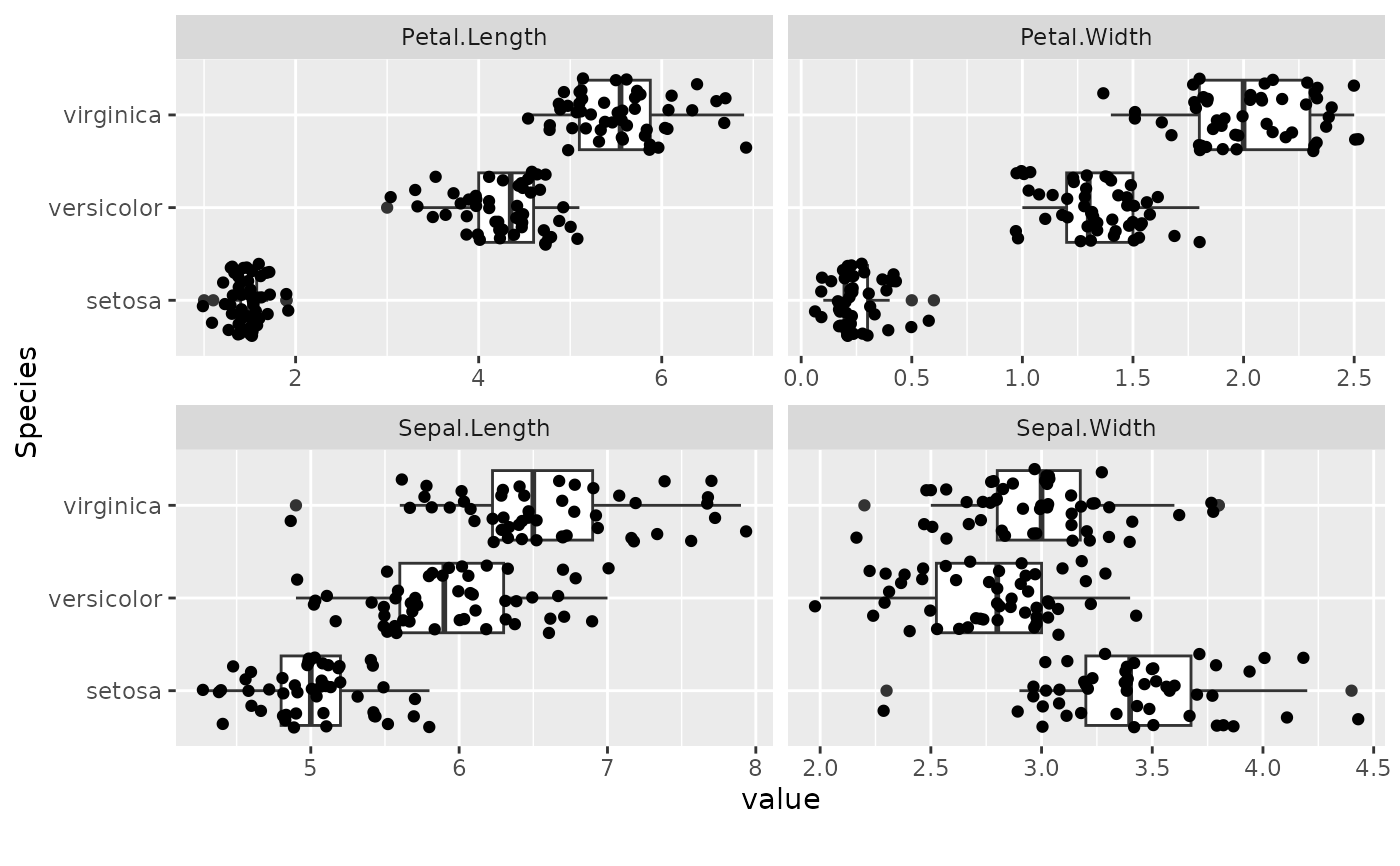 Petal.Length Petal.Width
virginica
versicolor
setosa
2 4 6 0.0 0.5 1.0 1.5 2.0 2.5
Species
Sepal.Length Sepal.Width
virginica
versicolor
setosa
5 6 7 8 2.0 2.5 3.0 3.5 4.0 4.5
value